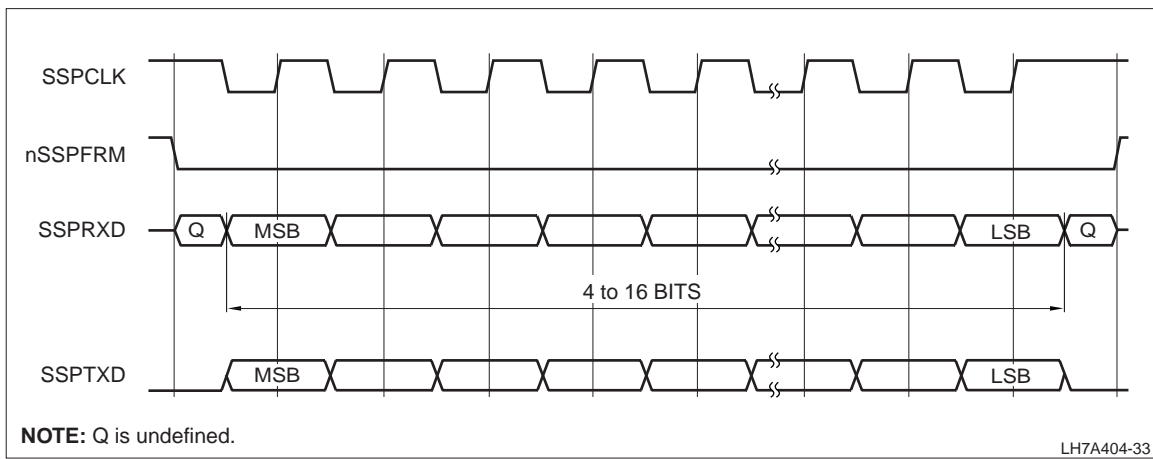 SSPCLK
nSSPFRM
SSPRXD Q MSB LSB Q
4 to 16 BITS
SSPTXD MSB LSB
NOTE: Q is undefined.
LH7A404-33